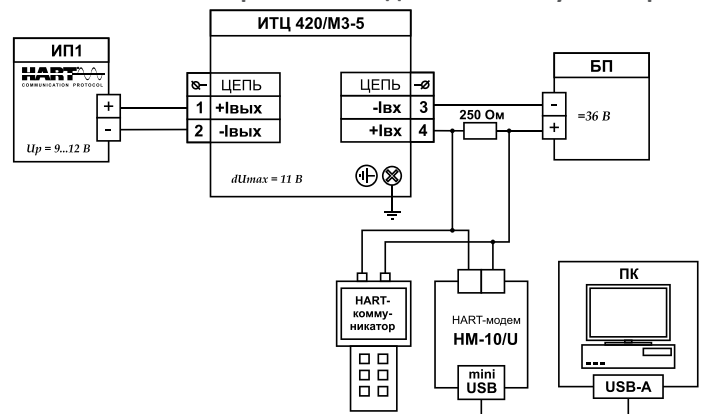 ИТЦ 420/М3-5
ИП1
HART
COMMUNICATION PROTOCOL
+
-
Up = 9...12 В
ЦЕПЬ
1 +Iвых
2 -Iвых
ЦЕПЬ
-Iвх 3
+Iвх 4
dUmax = 11 В
250 Ом
БП
-
+
=36 В
HART-
комму-
никатор
HART-модем
HM-10/U
mini
USB
ПК
USB-A